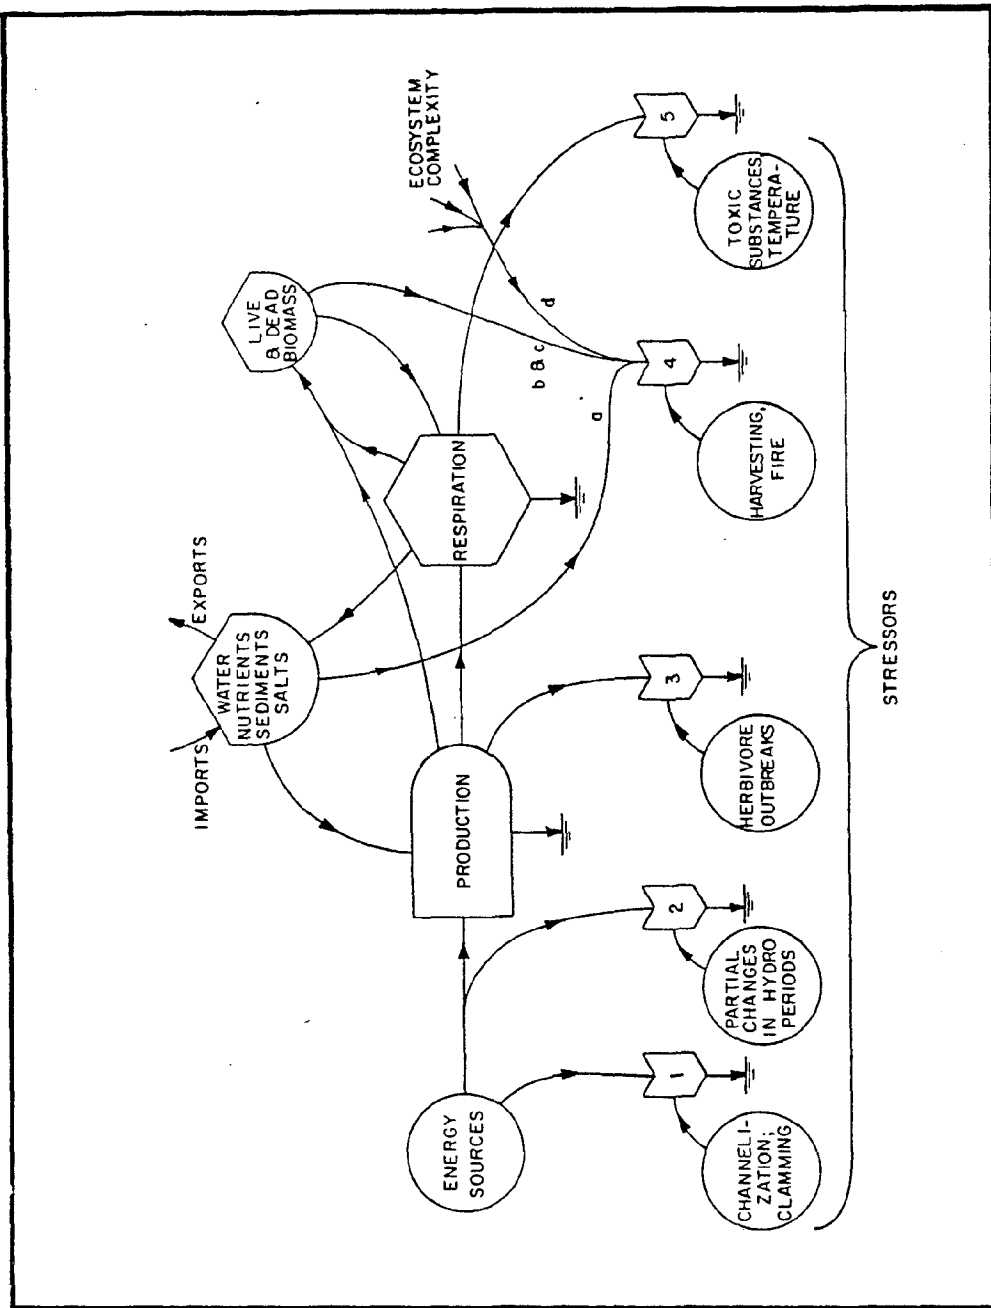 IMPORTS
EXPORTS
WATER
NUTRIENTS
SEDIMENTS
SALTS
LIVE
& DEAD
BIOMASS
ECOSYSTEM
COMPLEXITY
ENERGY
SOURCES
PRODUCTION
RESPIRATION
a
b & c
d
1
2
3
4
5
CHANNELI-
ZATION;
CLAMMING
PARTIAL
CHANGES
IN HYDRO
PERIODS
HERBIVORE
OUTBREAKS
HARVESTING,
FIRE
TOXIC
SUBSTANCES,
TEMPERA-
TURE
STRESSORS